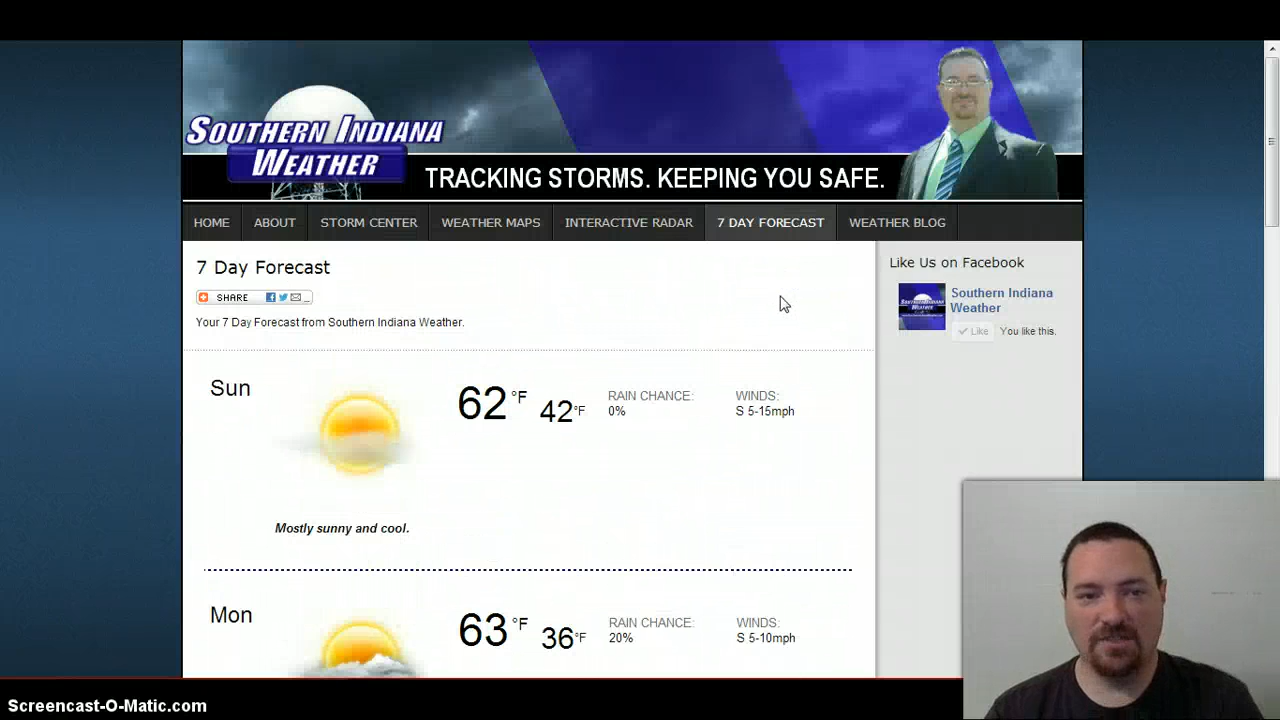 SOUTHERN INDIANA
WEATHER
TRACKING STORMS. KEEPING YOU SAFE.
HOME ABOUT STORM CENTER WEATHER MAPS INTERACTIVE RADAR 7 DAY FORECAST WEATHER BLOG
7 Day Forecast
SHARE
Your 7 Day Forecast from Southern Indiana Weather.
Like Us on Facebook
Southern Indiana
Weather
Like You like this.
Sun
62 °F 42°F
RAIN CHANCE:
0%
WINDS:
S 5-15mph
Mostly sunny and cool.
Mon
63 °F 36°F
RAIN CHANCE:
20%
WINDS:
S 5-10mph
Screencast-O-Matic.com